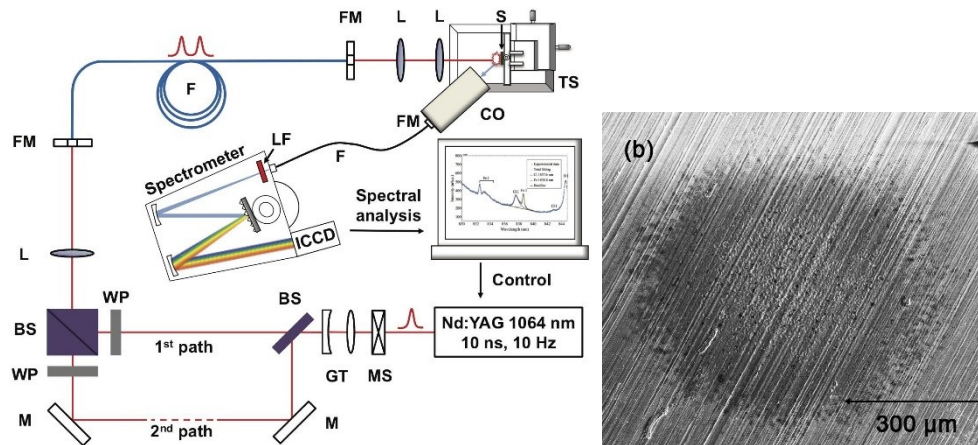 FM
L
L
S
F
TS
FM
CO
FM
LF
F
(b)
Spectrometer
Spectral
analysis
ICCD
L
Control
WP
BS
BS
Nd:YAG 1064 nm
10 ns, 10 Hz
1st path
GT
MS
WP
M
2nd path
M
300 µm